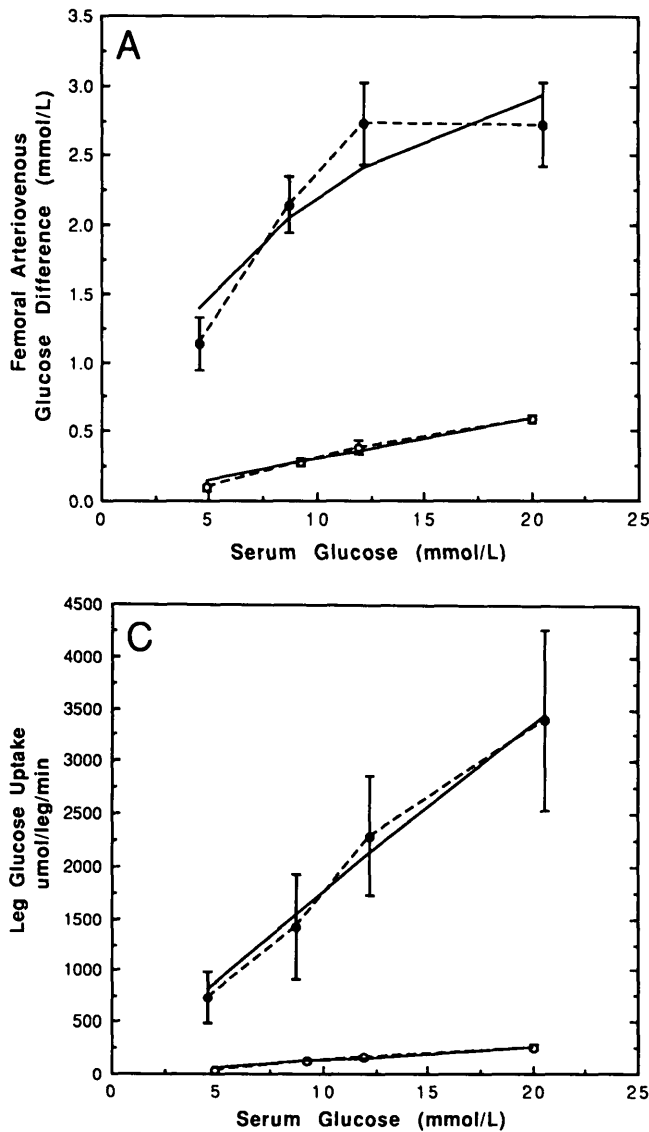 A
3.5
3.0
2.5
2.0
1.5
1.0
0.5
0.0
Femoral Arteriovenous
Glucose Difference (mmol/L)
0 5 10 15 20 25
Serum Glucose (mmol/L)
C
4500
4000
3500
3000
2500
2000
1500
1000
500
0
Leg Glucose Uptake
umol/leg/min
0 5 10 15 20 25
Serum Glucose (mmol/L)